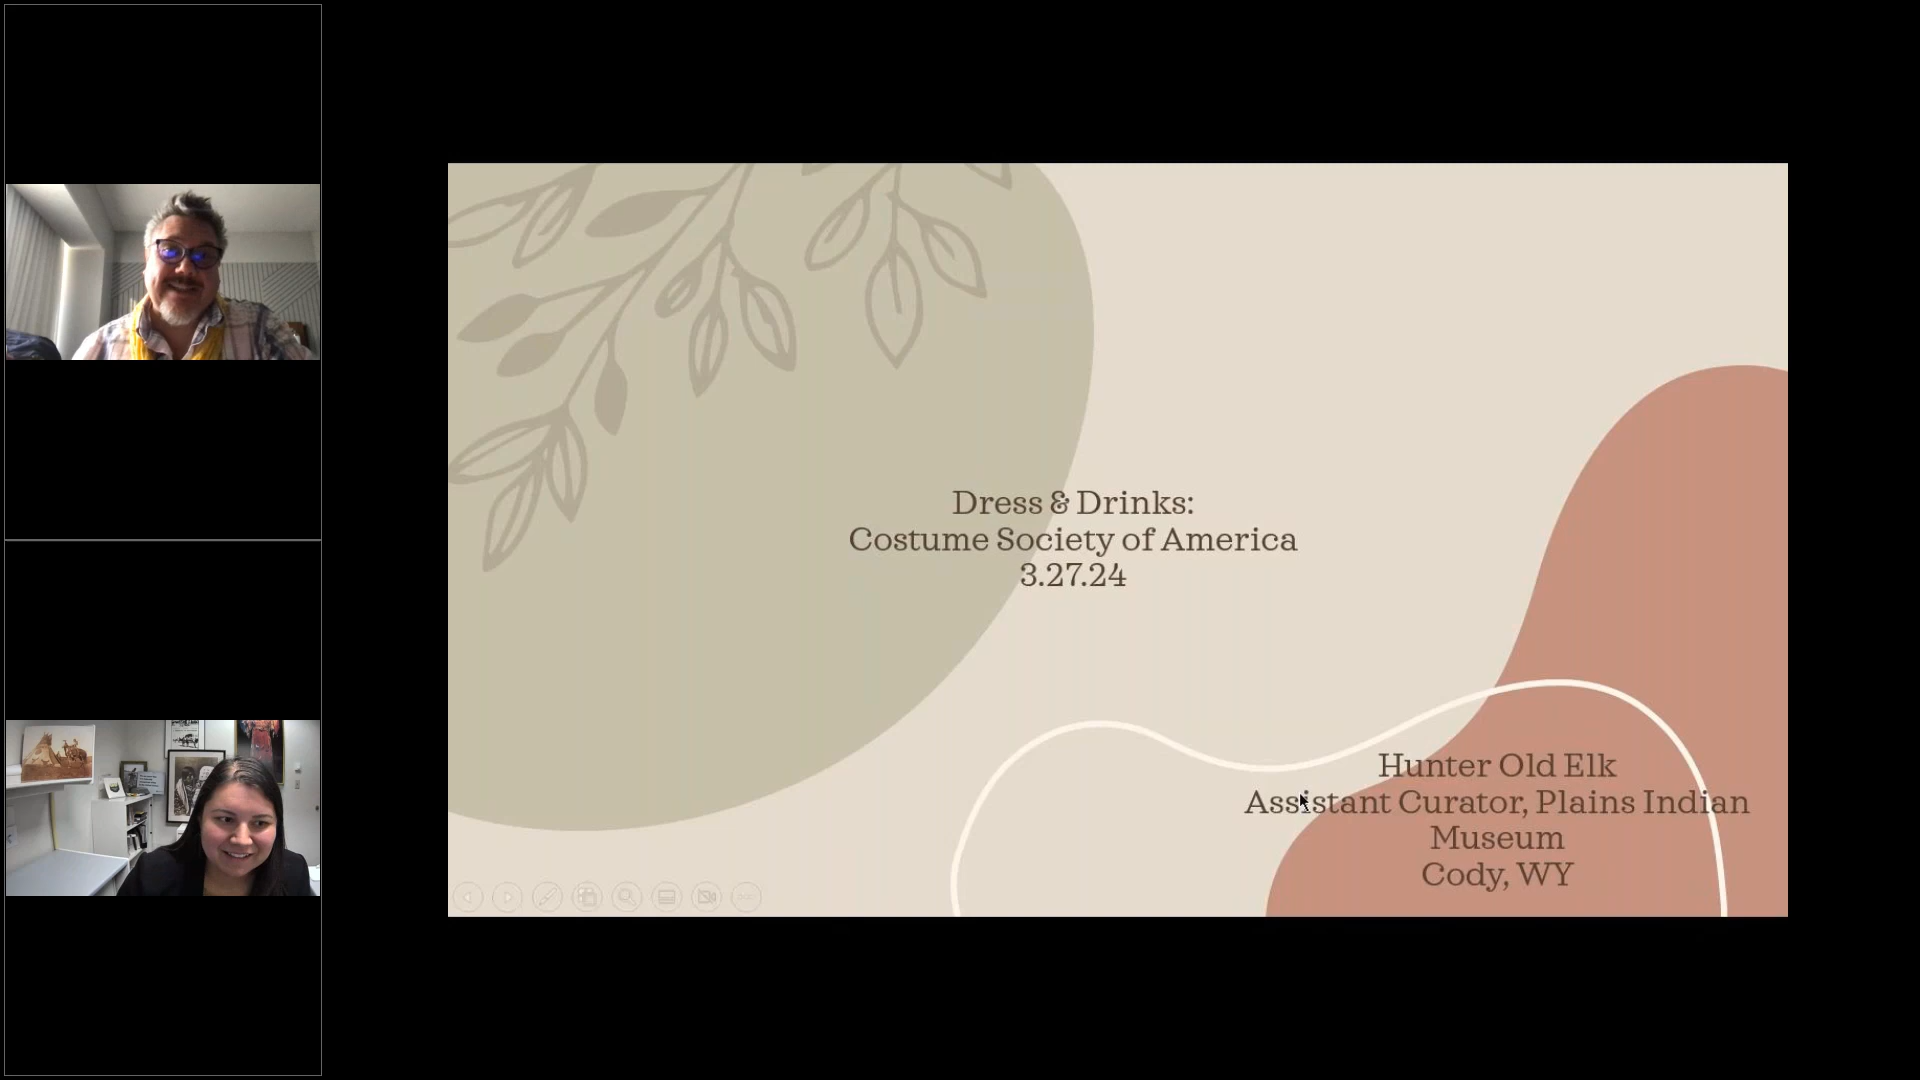 Dress & Drinks:
Costume Society of America
3.27.24
Hunter Old Elk
Assistant Curator, Plains Indian
Museum
Cody, WY